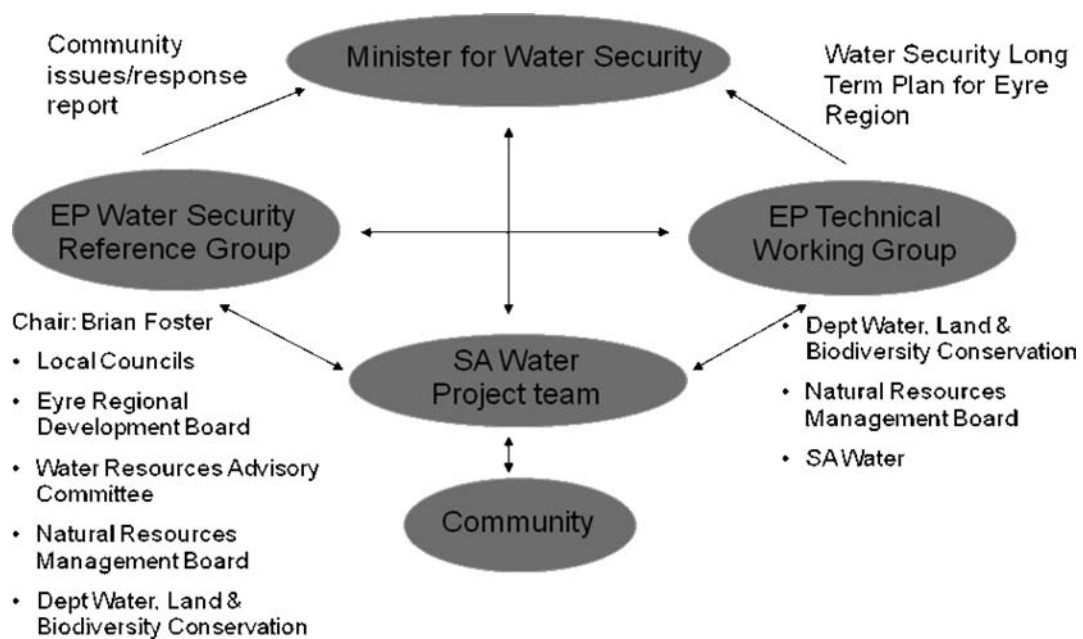 Community
issues/response
report
Minister for Water Security
Water Security Long
Term Plan for Eyre
Region
EP Water Security
Reference Group
EP Technical
Working Group
Chair: Brian Foster
• Local Councils
• Eyre Regional
Development Board
• Water Resources Advisory
Committee
• Natural Resources
Management Board
• Dept Water, Land &
Biodiversity Conservation
SA Water
Project team
Community
• Dept Water, Land &
Biodiversity Conservation
• Natural Resources
Management Board
• SA Water